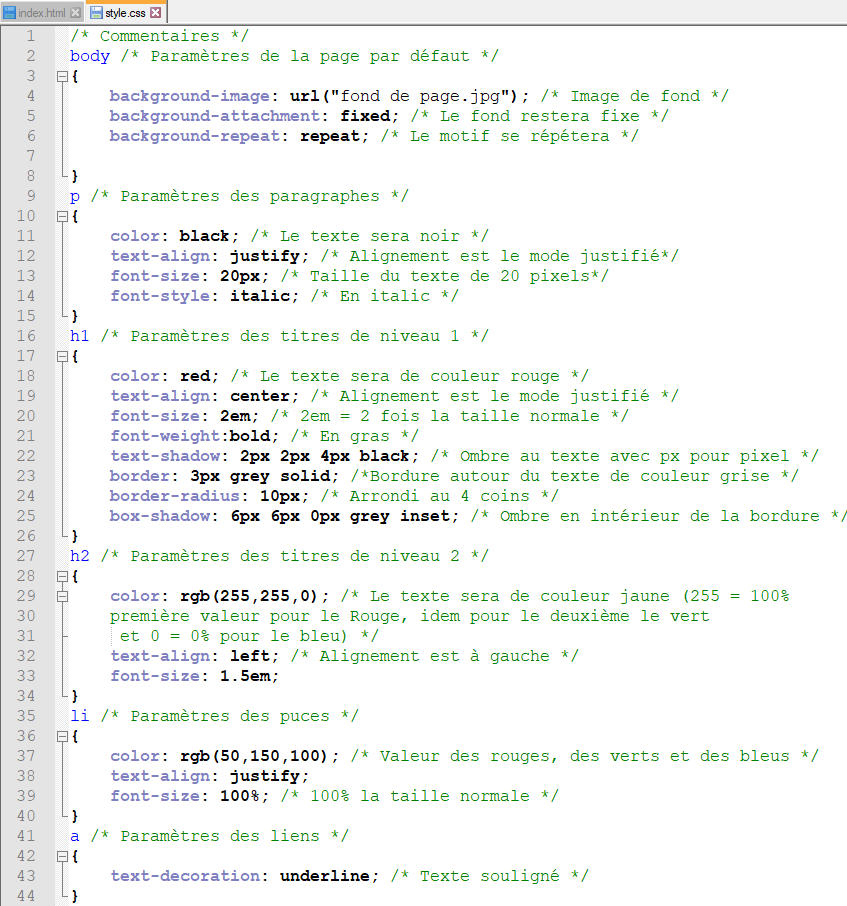 index.html style.css
1 /* Commentaires */
2 body /* Paramètres de la page par défaut */
3 {
4 background-image: url("fond de page.jpg"); /* Image de fond */
5 background-attachment: fixed; /* Le fond restera fixe */
6 background-repeat: repeat; /* Le motif se répétera */
7
8 }
9 p /* Paramètres des paragraphes */
10 {
11 color: black; /* Le texte sera noir */
12 text-align: justify; /* Alignement est le mode justifié*/
13 font-size: 20px; /* Taille du texte de 20 pixels*/
14 font-style: italic; /* En italic */
15 }
16 h1 /* Paramètres des titres de niveau 1 */
17 {
18 color: red; /* Le texte sera de couleur rouge */
19 text-align: center; /* Alignement est le mode justifié */
20 font-size: 2em; /* 2em = 2 fois la taille normale */
21 font-weight:bold; /* En gras */
22 text-shadow: 2px 2px 4px black; /* Ombre au texte avec px pour pixel */
23 border: 3px grey solid; /*Bordure autour du texte de couleur grise */
24 border-radius: 10px; /* Arrondi au 4 coins */
25 box-shadow: 6px 6px 0px grey inset; /* Ombre en intérieur de la bordure */
26 }
27 h2 /* Paramètres des titres de niveau 2 */
28 {
29 color: rgb(255,255,0); /* Le texte sera de couleur jaune (255 = 100%
30 première valeur pour le Rouge, idem pour le deuxième le vert
31 et 0 = 0% pour le bleu) */
32 text-align: left; /* Alignement est à gauche */
33 font-size: 1.5em;
34 }
35 li /* Paramètres des puces */
36 {
37 color: rgb(50,150,100); /* Valeur des rouges, des verts et des bleus */
38 text-align: justify;
39 font-size: 100%; /* 100% la taille normale */
40 }
41 a /* Paramètres des liens */
42 {
43 text-decoration: underline; /* Texte souligné */
44 }